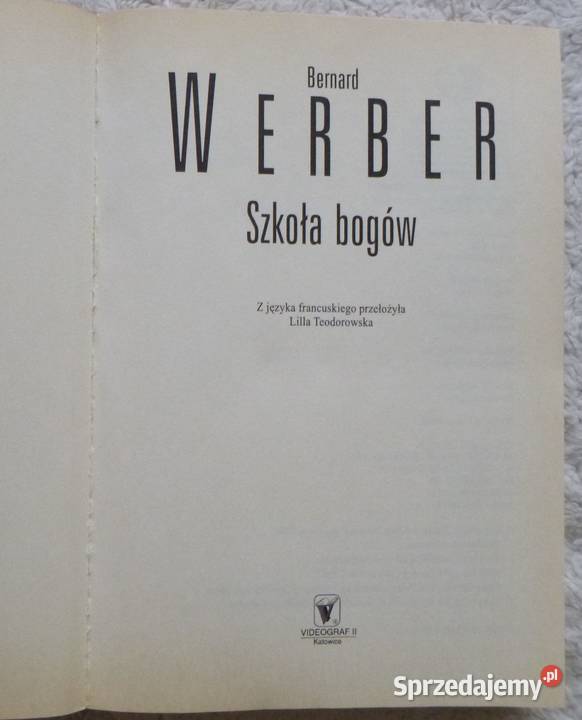 Bernard
WERBER
Szkoła bogów
Z języka francuskiego przełożyła
Lilla Teodorowska
VIDEOGRAF II
Katowice
Sprzedajemy.pl